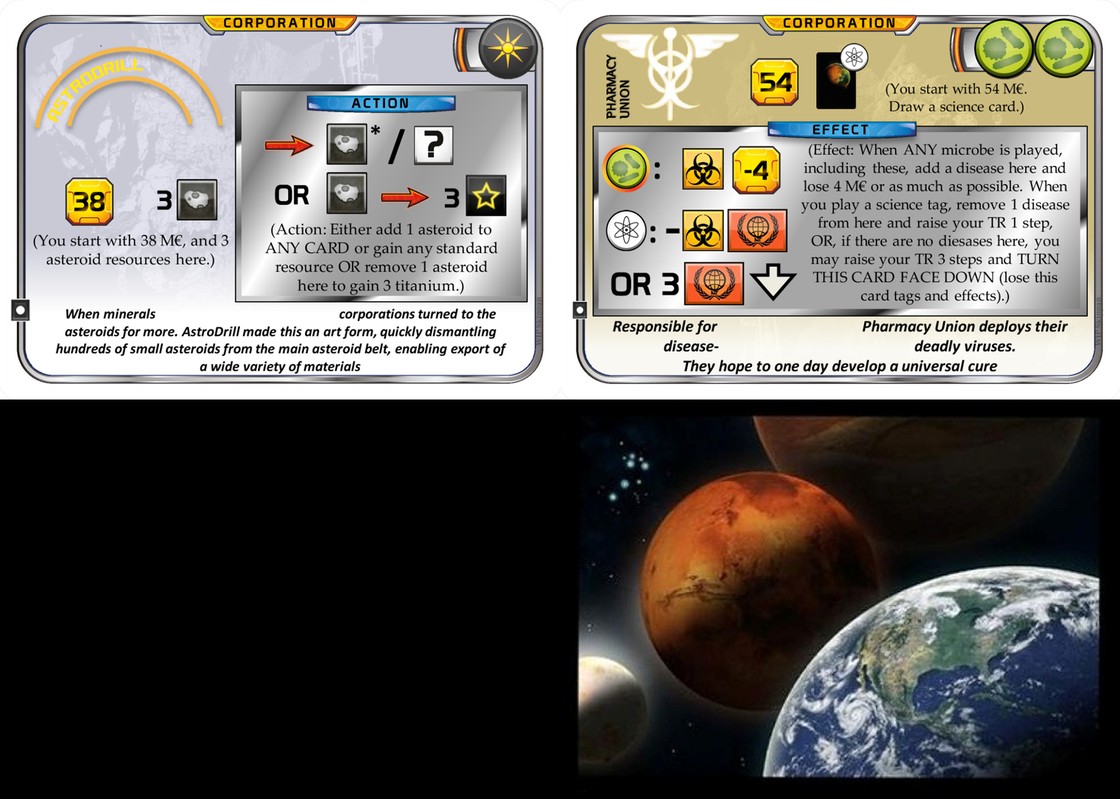 CORPORATION
ASTRODRILL
ACTION
* / ?
38
3
OR
3
(You start with 38 M€, and 3
asteroid resources here.)
(Action: Either add 1 asteroid to
ANY CARD or gain any standard
resource OR remove 1 asteroid
here to gain 3 titanium.)
When minerals corporations turned to the
asteroids for more. AstroDrill made this an art form, quickly dismantling
hundreds of small asteroids from the main asteroid belt, enabling export of
a wide variety of materials
CORPORATION
PHARMACY
UNION
54
(You start with 54 M€.
Draw a science card.)
EFFECT
: -4
: -
OR 3
(Effect: When ANY microbe is played,
including these, add a disease here and
lose 4 M€ or as much as possible. When
you play a science tag, remove 1 disease
from here and raise your TR 1 step,
OR, if there are no diesases here, you
may raise your TR 3 steps and TURN
THIS CARD FACE DOWN (lose this
card tags and effects).)
Responsible for Pharmacy Union deploys their
disease- deadly viruses.
They hope to one day develop a universal cure